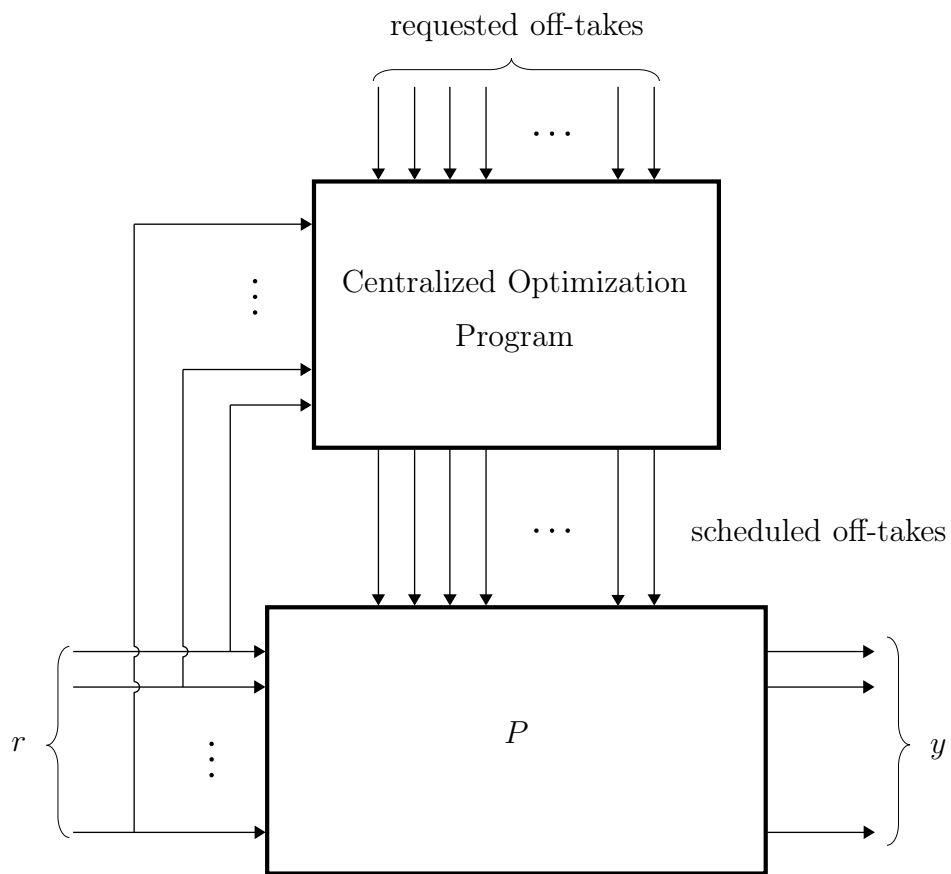 requested off-takes
...
Centralized Optimization
Program
...
scheduled off-takes
P
r
y